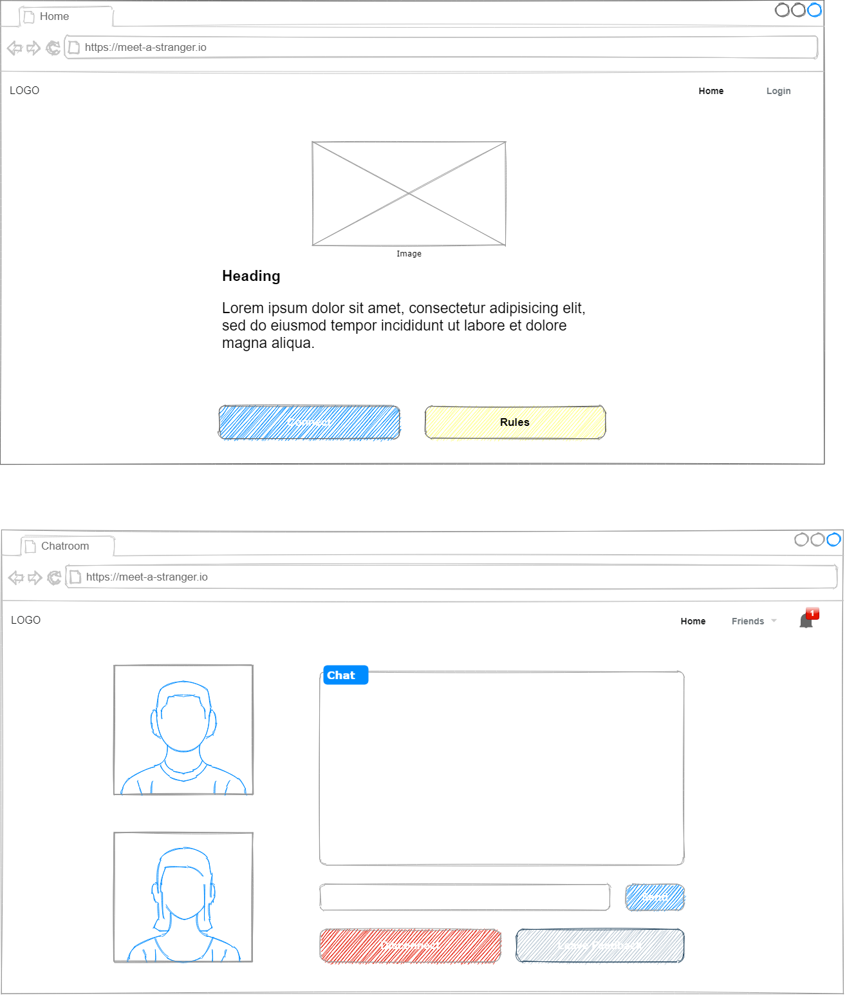 Home
https://meet-a-stranger.io
LOGO
Home
Login
Image
Heading
Lorem ipsum dolor sit amet, consectetur adipisicing elit,
sed do eiusmod tempor incididunt ut labore et dolore
magna aliqua.
Connect
Rules
Chatroom
https://meet-a-stranger.io
LOGO
Home
Friends
1
Chat
Send
Disconnect
Leave Feedback